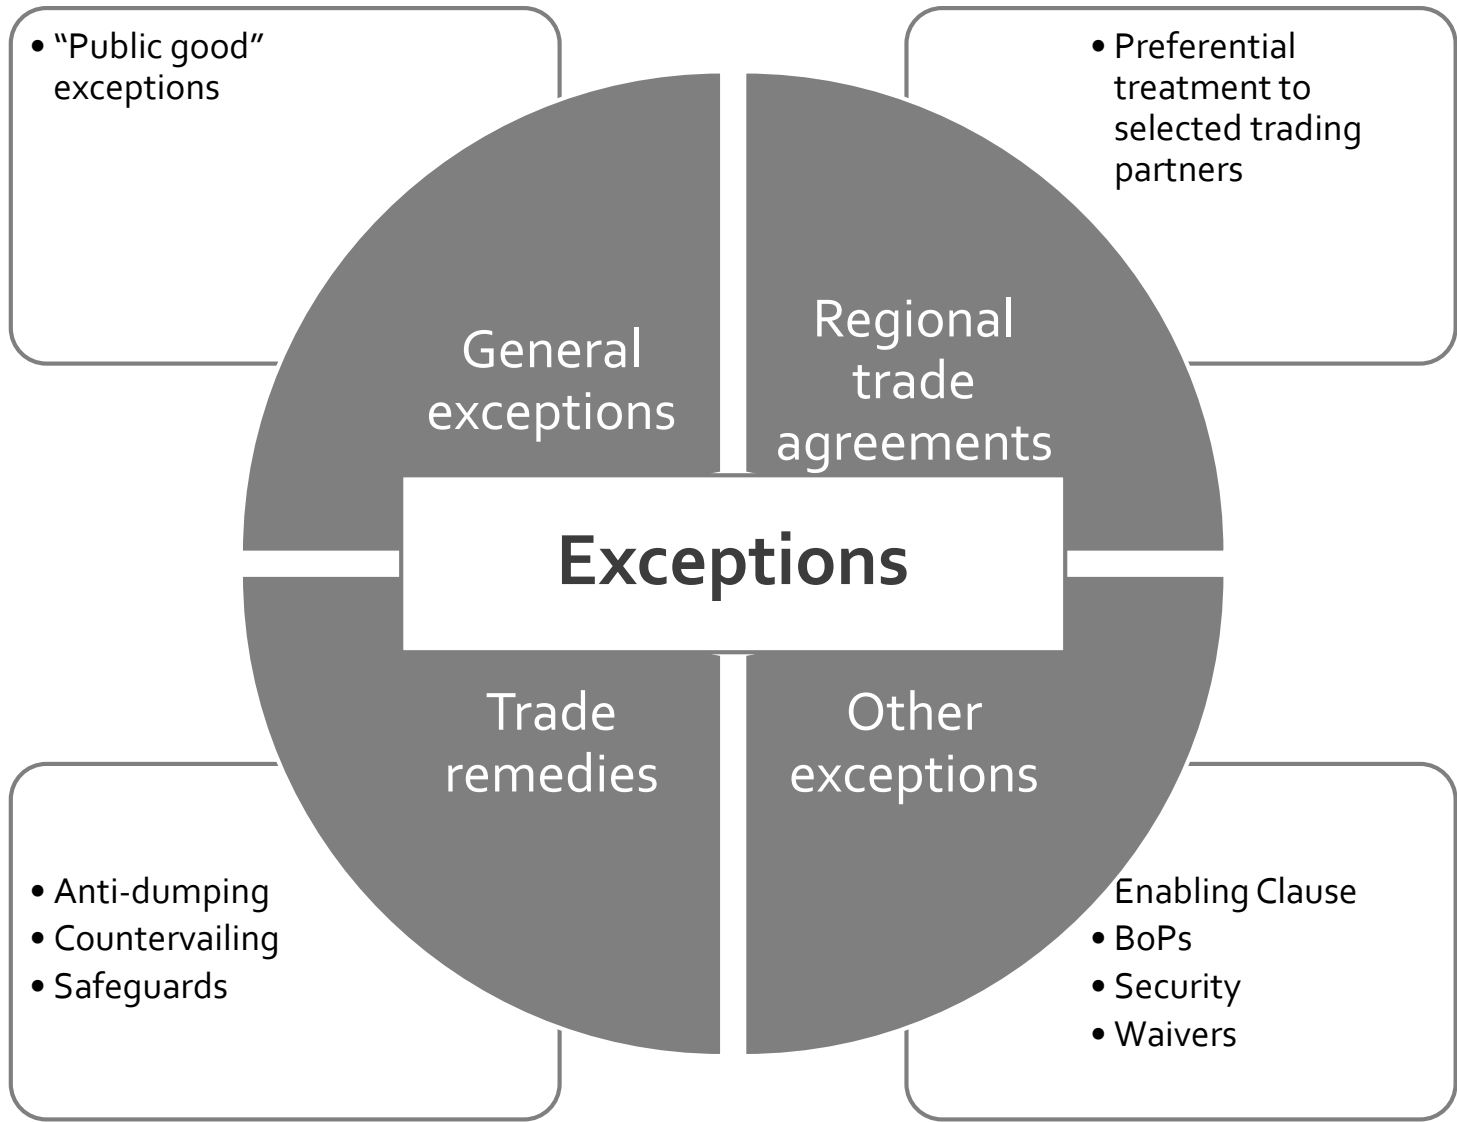 • “Public good”
exceptions
• Preferential
treatment to
selected trading
partners
General
exceptions
Regional
trade
agreements
Exceptions
Trade
remedies
Other
exceptions
• Anti-dumping
• Countervailing
• Safeguards
Enabling Clause
• BoPs
• Security
• Waivers